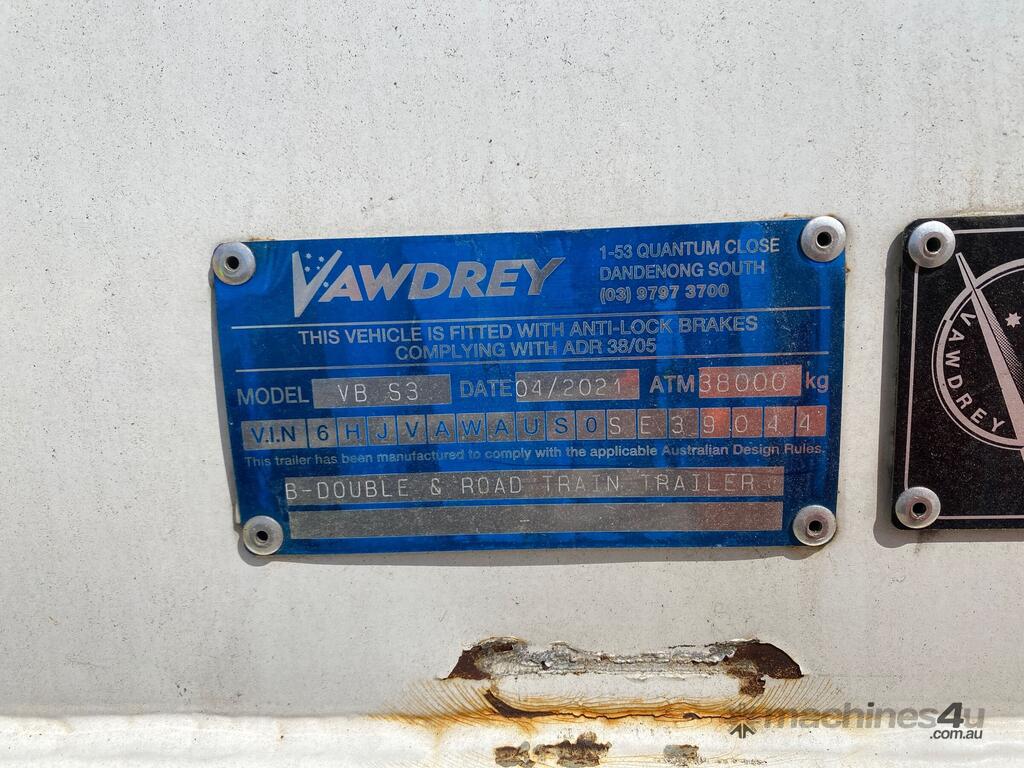 VAWDREY
1-53 QUANTUM CLOSE
DANDENONG SOUTH
(03) 9797 3700
THIS VEHICLE IS FITTED WITH ANTI-LOCK BRAKES
COMPLYING WITH ADR 38/05
MODEL VB S3 DATE 04/2021 ATM 38000 kg
V.I.N 6HJVAWAUS0SE39044
This trailer has been manufactured to comply with the applicable Australian Design Rules.
B-DOUBLE & ROAD TRAIN TRAILER
-
VAWDREY
machines4u
.com.au